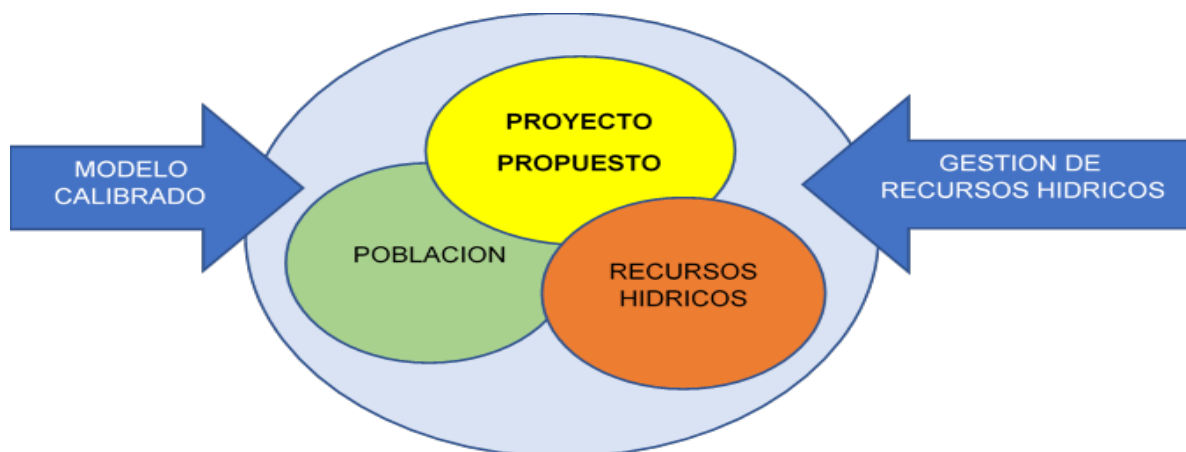 PROYECTO
PROPUESTO
MODELO
CALIBRADO
GESTION DE
RECURSOS HIDRICOS
POBLACION
RECURSOS
HIDRICOS